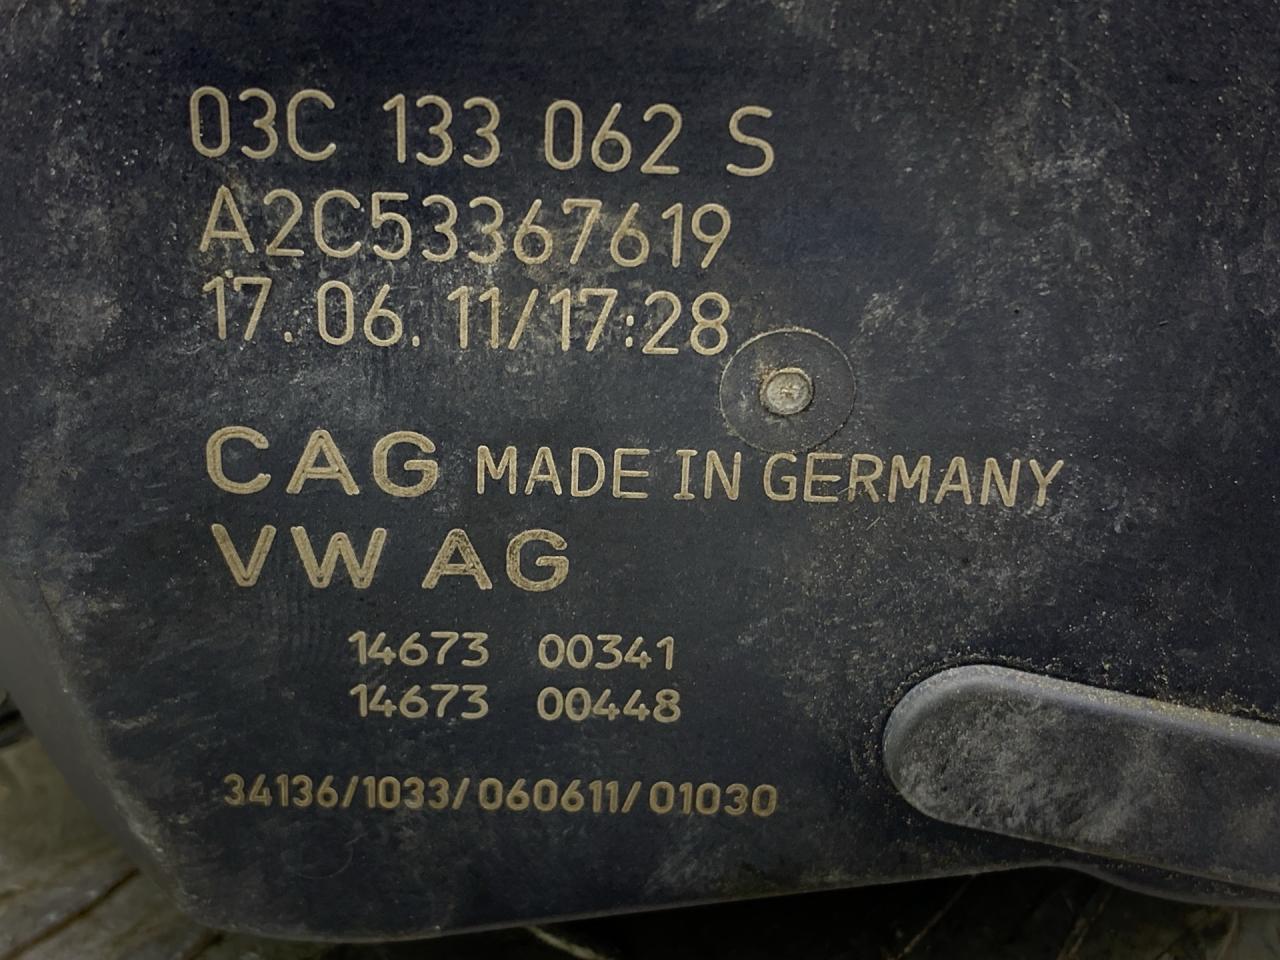 03C 133 062 S
A2C53367619
17.06.11/17:28
CAG MADE IN GERMANY
VW AG
14673 00341
14673 00448
34136/1033/060611/01030